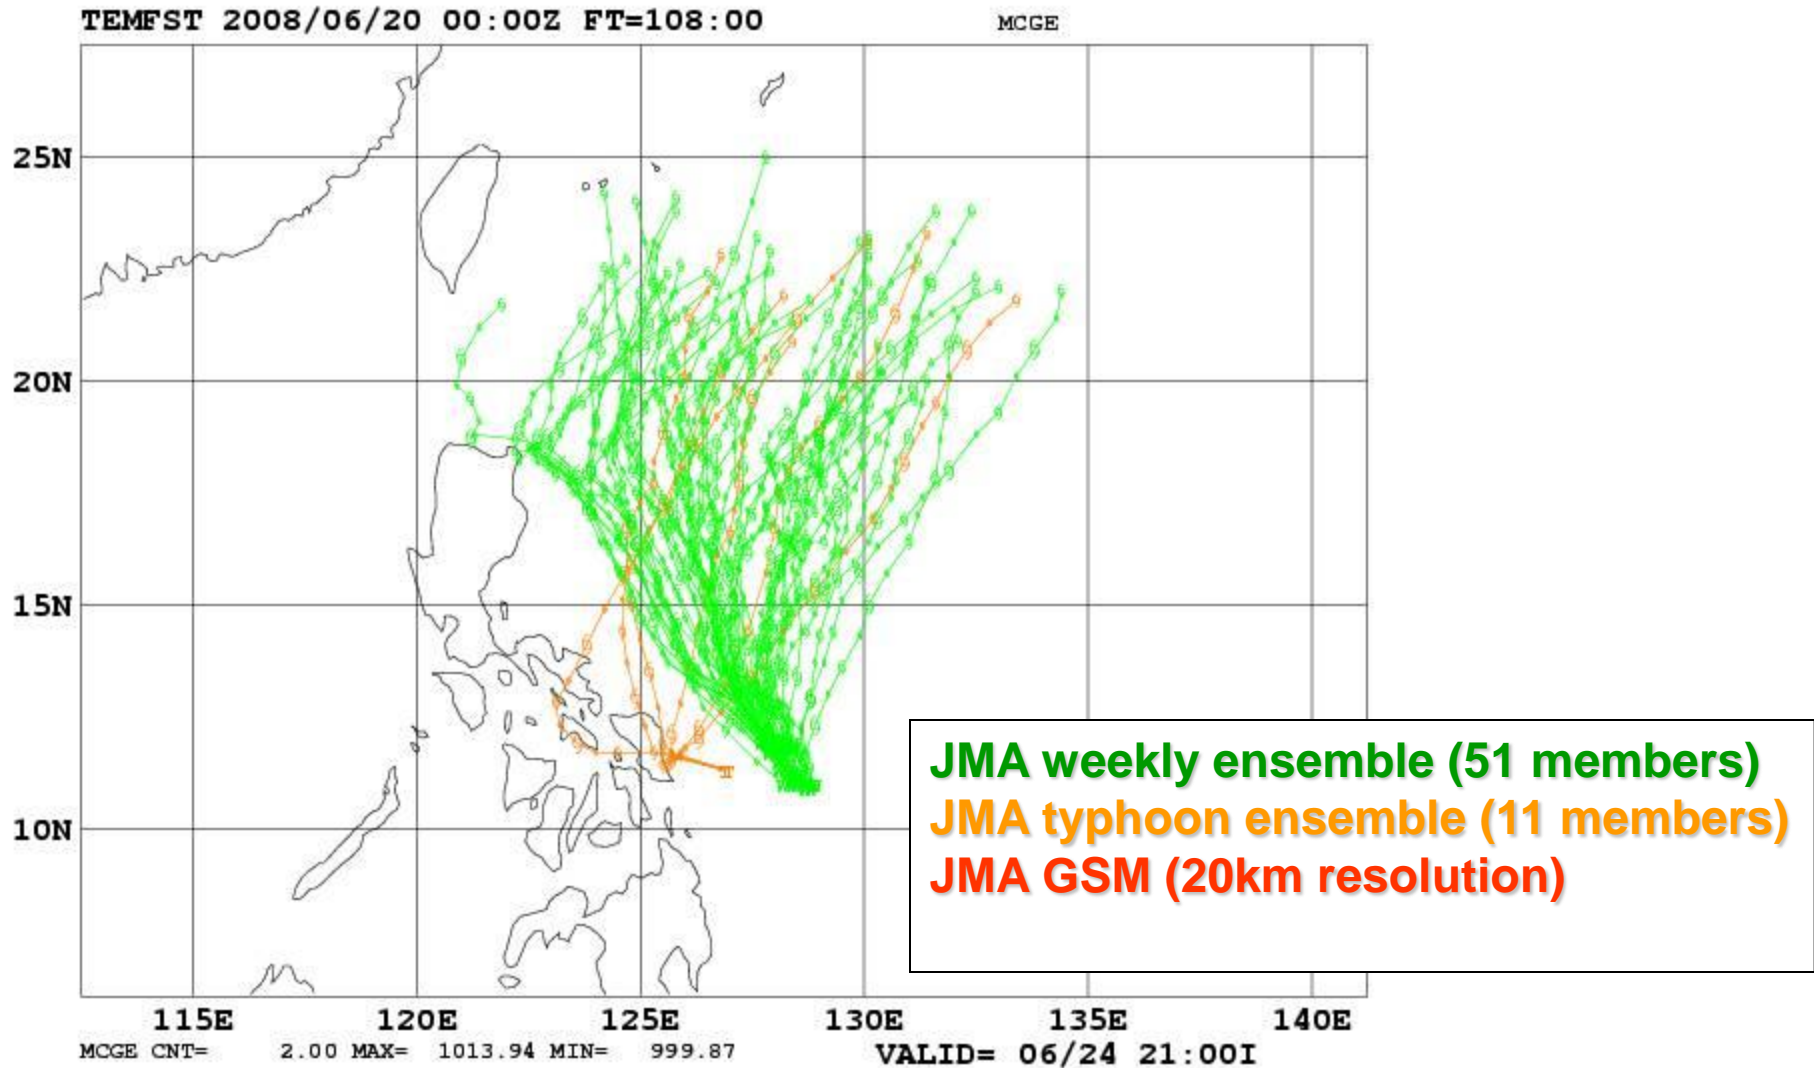 TEMFST 2008/06/20 00:00Z FT=108:00 MCGE
25N
20N
15N
10N
JMA weekly ensemble (51 members)
JMA typhoon ensemble (11 members)
JMA GSM (20km resolution)
115E 120E 125E 130E 135E 140E
MCGE CNT= 2.00 MAX= 1013.94 MIN= 999.87 VALID= 06/24 21:00I